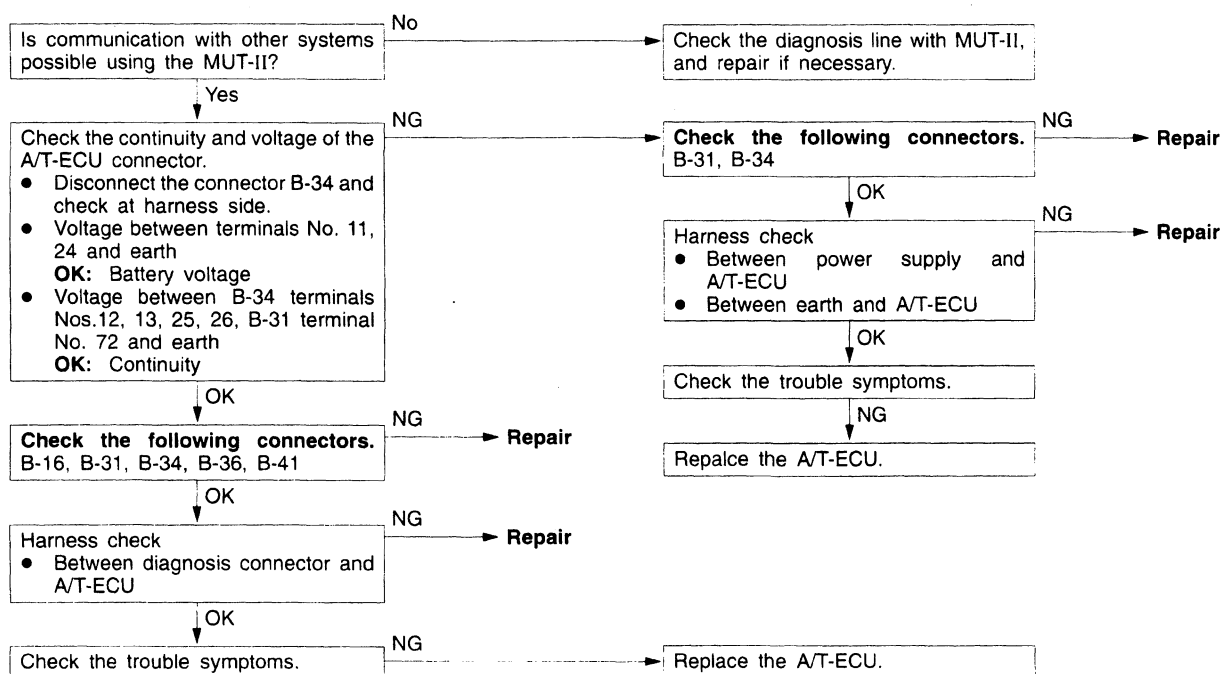 No
Is communication with other systems
possible using the MUT-II?
Check the diagnosis line with MUT-II,
and repair if necessary.
Yes
NG
Check the continuity and voltage of the
A/T-ECU connector.
● Disconnect the connector B-34 and
check at harness side.
● Voltage between terminals No. 11,
24 and earth
OK: Battery voltage
● Voltage between B-34 terminals
Nos.12, 13, 25, 26, B-31 terminal
No. 72 and earth
OK: Continuity
Check the following connectors.
B-31, B-34
NG
Repair
OK
Harness check
● Between power supply and
A/T-ECU
● Between earth and A/T-ECU
NG
Repair
OK
Check the trouble symptoms.
NG
Repalce the A/T-ECU.
OK
Check the following connectors.
B-16, B-31, B-34, B-36, B-41
NG
Repair
OK
Harness check
● Between diagnosis connector and
A/T-ECU
NG
Repair
OK
Check the trouble symptoms.
NG
Replace the A/T-ECU.